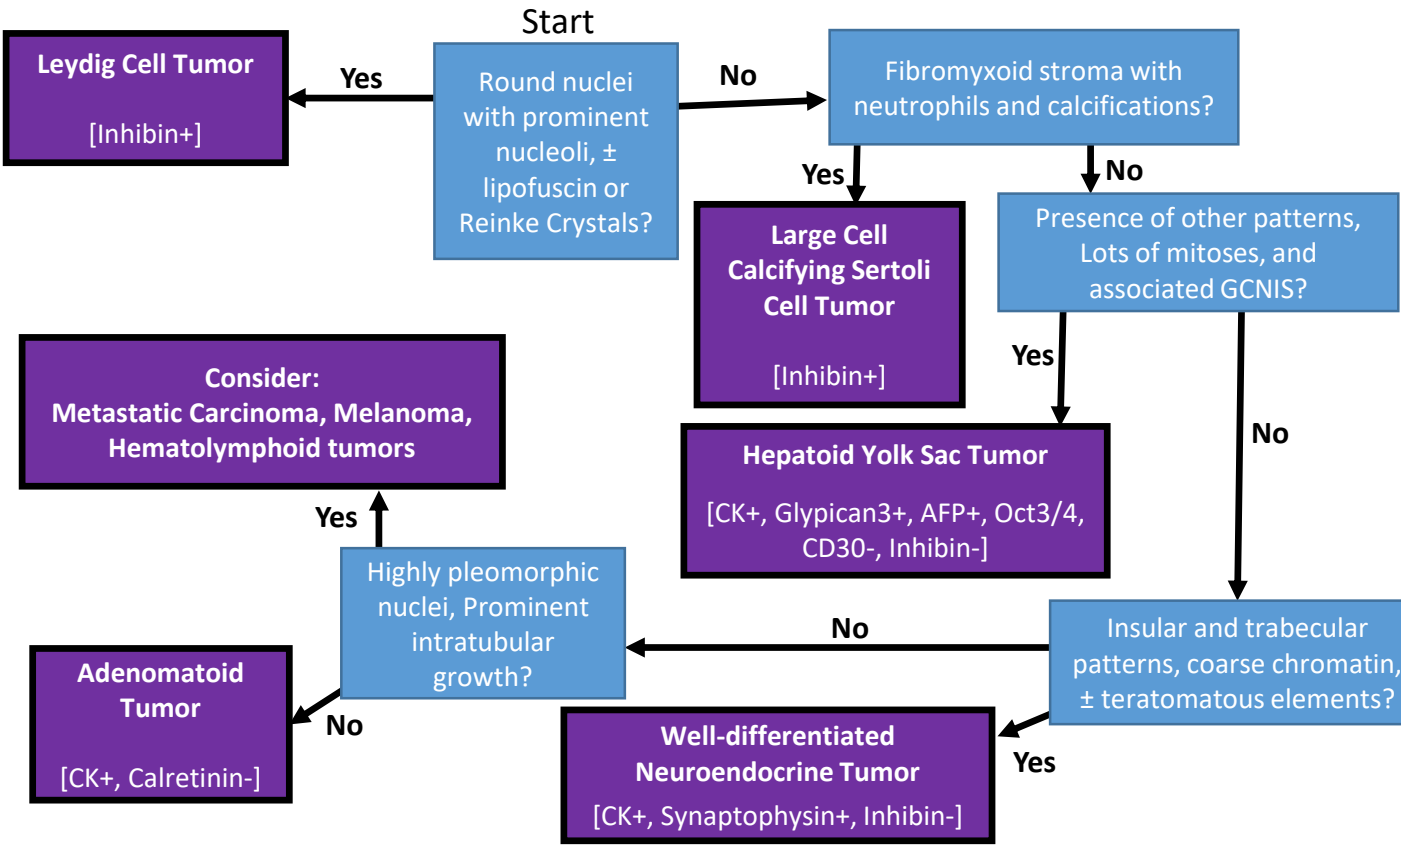 Start
Leydig Cell Tumor
[Inhibin+]
Yes
Round nuclei
with prominent
nucleoli, ±
lipofuscin or
Reinke Crystals?
No
Fibromyxoid stroma with
neutrophils and calcifications?
Yes
No
Large Cell
Calcifying Sertoli
Cell Tumor
[Inhibin+]
Presence of other patterns,
Lots of mitoses, and
associated GCNIS?
Yes
No
Hepatoid Yolk Sac Tumor
[CK+, Glypican3+, AFP+, Oct3/4,
CD30-, Inhibin-]
Consider:
Metastatic Carcinoma, Melanoma,
Hematolymphoid tumors
Yes
Highly pleomorphic
nuclei, Prominent
intratubular
growth?
No
Insular and trabecular
patterns, coarse chromatin,
± teratomatous elements?
Adenomatoid
Tumor
[CK+, Calretinin-]
No
Well-differentiated
Neuroendocrine Tumor
[CK+, Synaptophysin+, Inhibin-]
Yes